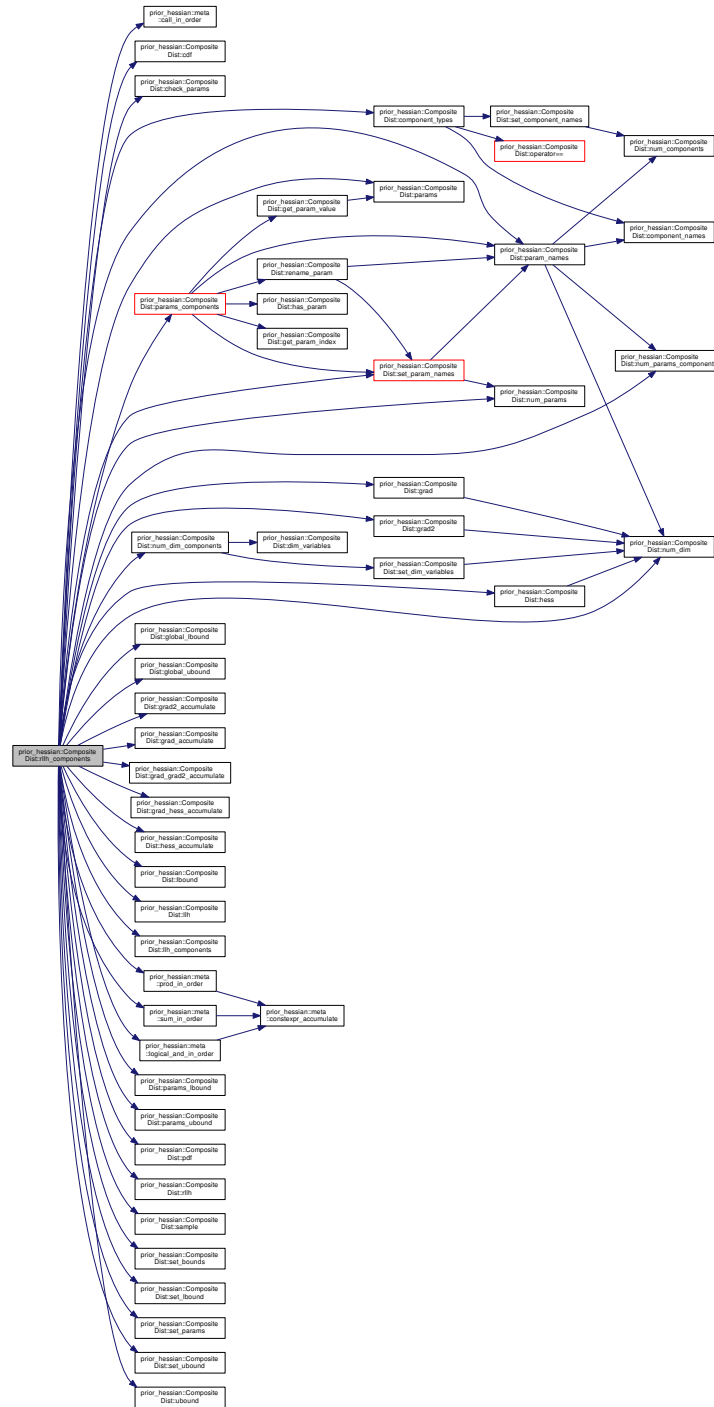 prior_hessian::meta
::call_in_order
prior_hessian::Composite
Dist::cdf
prior_hessian::Composite
Dist::check_params
prior_hessian::Composite
Dist::component_types
prior_hessian::Composite
Dist::set_component_names
prior_hessian::Composite
Dist::num_components
prior_hessian::Composite
Dist::operator==
prior_hessian::Composite
Dist::params
prior_hessian::Composite
Dist::get_param_value
prior_hessian::Composite
Dist::component_names
prior_hessian::Composite
Dist::param_names
prior_hessian::Composite
Dist::rename_param
prior_hessian::Composite
Dist::params_components
prior_hessian::Composite
Dist::has_param
prior_hessian::Composite
Dist::get_param_index
prior_hessian::Composite
Dist::num_params_components
prior_hessian::Composite
Dist::set_param_names
prior_hessian::Composite
Dist::num_params
prior_hessian::Composite
Dist::grad
prior_hessian::Composite
Dist::grad2
prior_hessian::Composite
Dist::num_dim_components
prior_hessian::Composite
Dist::dim_variables
prior_hessian::Composite
Dist::num_dim
prior_hessian::Composite
Dist::set_dim_variables
prior_hessian::Composite
Dist::hess
prior_hessian::Composite
Dist::global_lbound
prior_hessian::Composite
Dist::global_ubound
prior_hessian::Composite
Dist::grad2_accumulate
prior_hessian::Composite
Dist::grad_accumulate
prior_hessian::Composite
Dist::rllh_components
prior_hessian::Composite
Dist::grad_grad2_accumulate
prior_hessian::Composite
Dist::grad_hess_accumulate
prior_hessian::Composite
Dist::hess_accumulate
prior_hessian::Composite
Dist::lbound
prior_hessian::Composite
Dist::llh
prior_hessian::Composite
Dist::llh_components
prior_hessian::meta
::prod_in_order
prior_hessian::meta
::sum_in_order
prior_hessian::meta
::constexpr_accumulate
prior_hessian::meta
::logical_and_in_order
prior_hessian::Composite
Dist::params_lbound
prior_hessian::Composite
Dist::params_ubound
prior_hessian::Composite
Dist::pdf
prior_hessian::Composite
Dist::rllh
prior_hessian::Composite
Dist::sample
prior_hessian::Composite
Dist::set_bounds
prior_hessian::Composite
Dist::set_lbound
prior_hessian::Composite
Dist::set_params
prior_hessian::Composite
Dist::set_ubound
prior_hessian::Composite
Dist::ubound